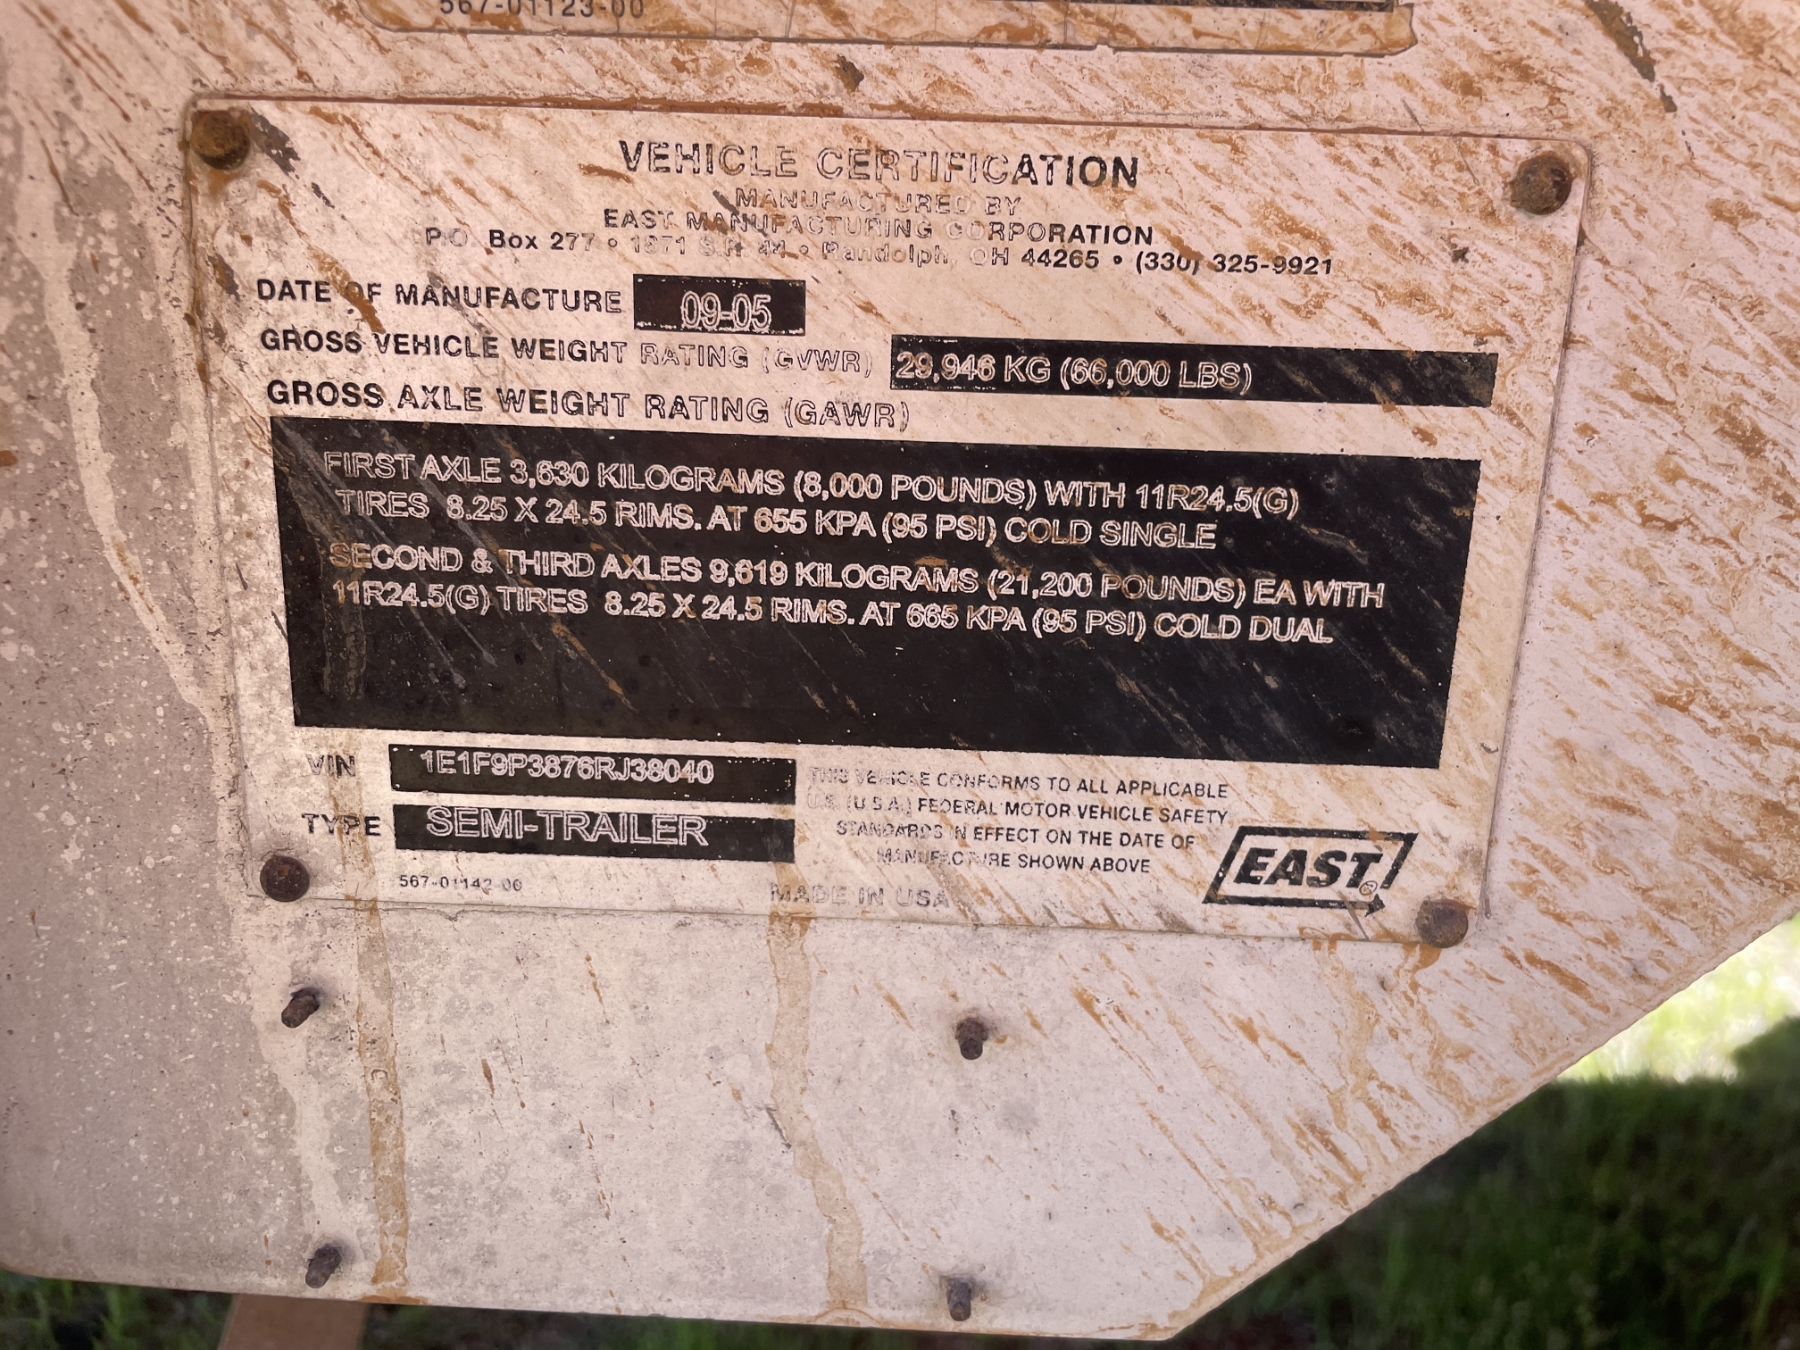 567-01123-00
VEHICLE CERTIFICATION
MANUFACTURED BY
EAST MANUFACTURING CORPORATION
P.O. Box 277 • 1871 S.R. 44 • Randolph, OH 44265 • (330) 325-9921
DATE OF MANUFACTURE 09-05
GROSS VEHICLE WEIGHT RATING (GVWR) 29,946 KG (66,000 LBS)
GROSS AXLE WEIGHT RATING (GAWR)
FIRST AXLE 3,630 KILOGRAMS (8,000 POUNDS) WITH 11R24.5(G)
TIRES 8.25 X 24.5 RIMS. AT 655 KPA (95 PSI) COLD SINGLE
SECOND & THIRD AXLES 9,619 KILOGRAMS (21,200 POUNDS) EA WITH
11R24.5(G) TIRES 8.25 X 24.5 RIMS. AT 665 KPA (95 PSI) COLD DUAL
VIN 1E1F9P3876RJ38040
TYPE SEMI-TRAILER
THIS VEHICLE CONFORMS TO ALL APPLICABLE
U.S. (U.S.A.) FEDERAL MOTOR VEHICLE SAFETY
STANDARDS IN EFFECT ON THE DATE OF
MANUFACTURE SHOWN ABOVE
EAST®
567-01142-00
MADE IN USA